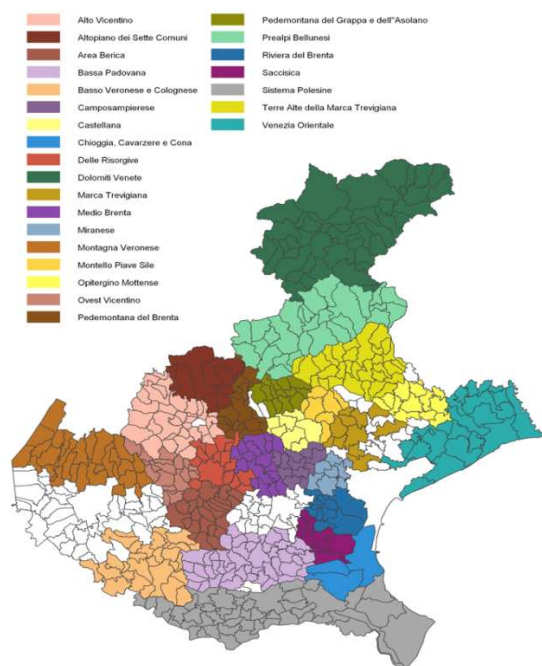 Alto Vicentino
Altopiano dei Sette Comuni
Area Berica
Bassa Padovana
Basso Veronese e Colognese
Camposampierese
Castellana
Chioggia, Cavarzere e Cona
Delle Risorgive
Dolomiti Venete
Marca Trevigiana
Medio Brenta
Miranese
Montagna Veronese
Montello Piave Sile
Opitergino Mottense
Ovest Vicentino
Pedemontana del Brenta
Pedemontana del Grappa e dell"Asolano
Prealpi Bellunesi
Riviera del Brenta
Saccisica
Sistema Polesine
Terre Alte della Marca Trevigiana
Venezia Orientale